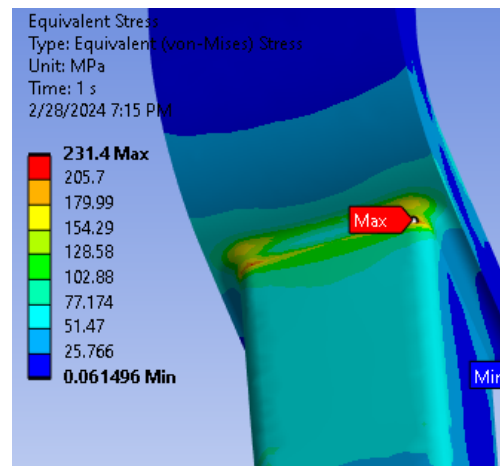 Equivalent Stress
Type: Equivalent (von-Mises) Stress
Unit: MPa
Time: 1 s
2/28/2024 7:15 PM
231.4 Max
205.7
179.99
154.29
128.58
102.88
77.174
51.47
25.766
0.061496 Min
Max
Min